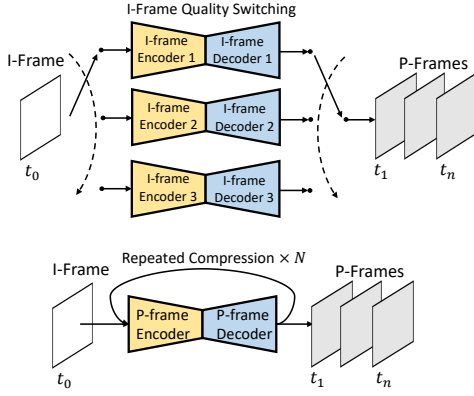 I-Frame Quality Switching
I-Frame
I-frame
Encoder 1
I-frame
Decoder 1
P-Frames
I-frame
Encoder 2
I-frame
Decoder 2
t₀
t₁
tₙ
I-frame
Encoder 3
I-frame
Decoder 3
Repeated Compression × N
I-Frame
P-Frames
P-frame
Encoder
P-frame
Decoder
t₀
t₁
tₙ